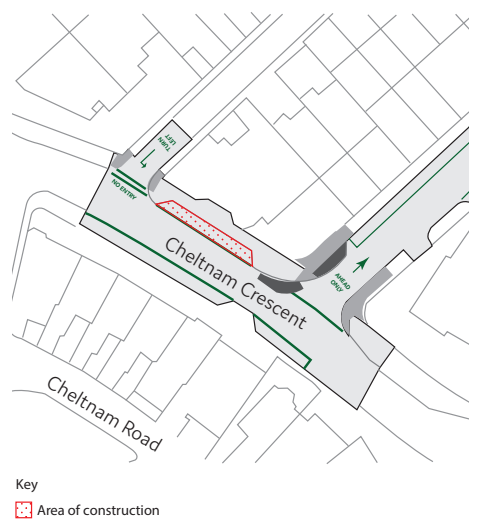 TURN
LEFT
NO ENTRY
Cheltnam Crescent
AHEAD
ONLY
Cheltnam Road
Key
Area of construction